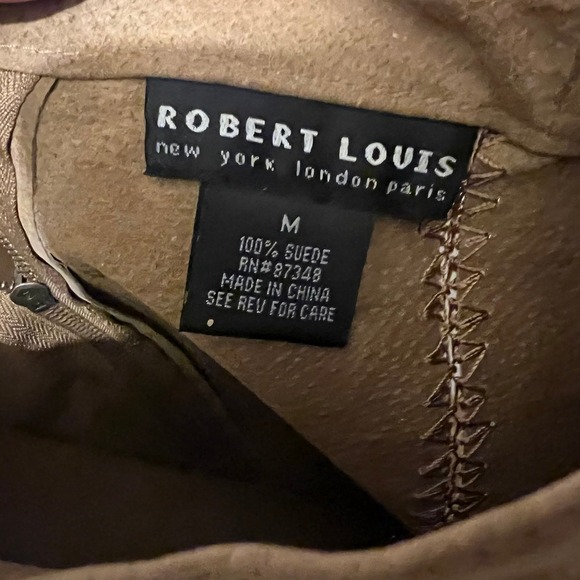 ROBERT LOUIS
new york london paris
M
100% SUEDE
RN#87348
MADE IN CHINA
SEE REV FOR CARE